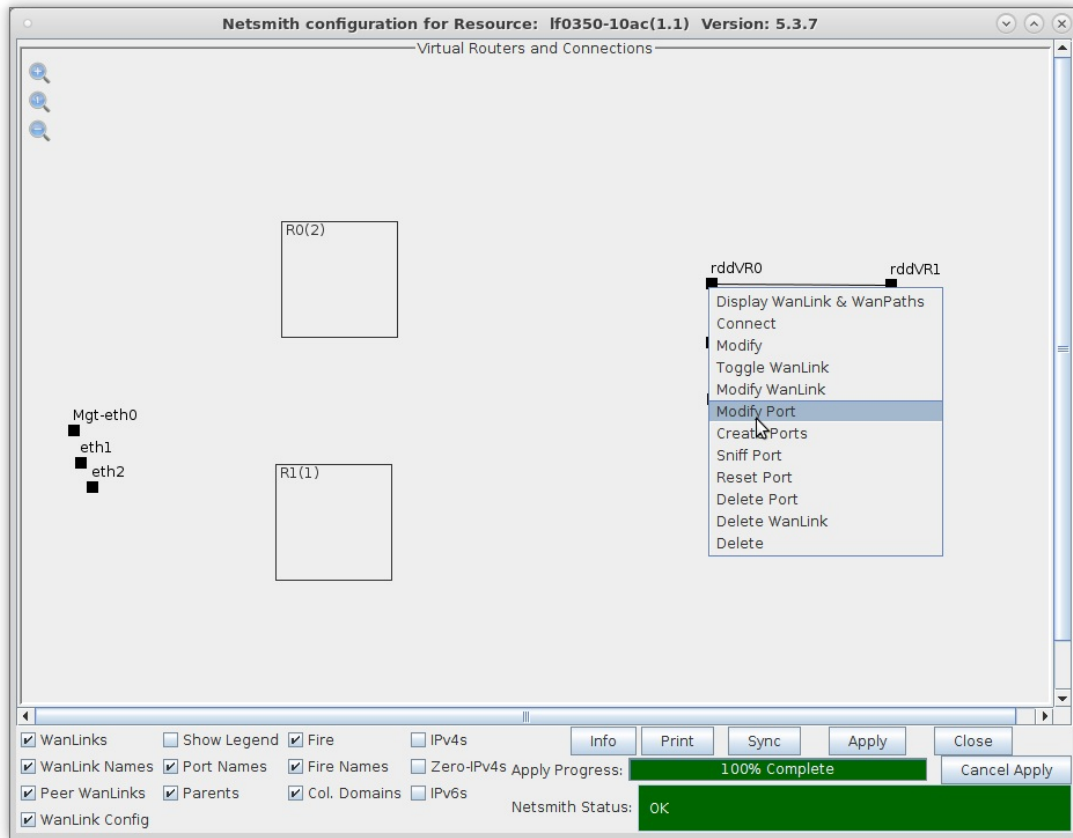 Netsmith configuration for Resource: lf0350-10ac(1.1) Version: 5.3.7
Virtual Routers and Connections
R0(2)
rddVR0 rddVR1
Display WanLink & WanPaths
Connect
Modify
Toggle WanLink
Modify WanLink
Modify Port
Create Ports
Sniff Port
Reset Port
Delete Port
Delete WanLink
Delete
Mgt-eth0
eth1
eth2
R1(1)
WanLinks Show Legend Fire IPv4s Info Print Sync Apply Close
WanLink Names Port Names Fire Names Zero-IPv4s Apply Progress: 100% Complete Cancel Apply
Peer WanLinks Parents Col. Domains IPv6s Netsmith Status: OK
WanLink Config